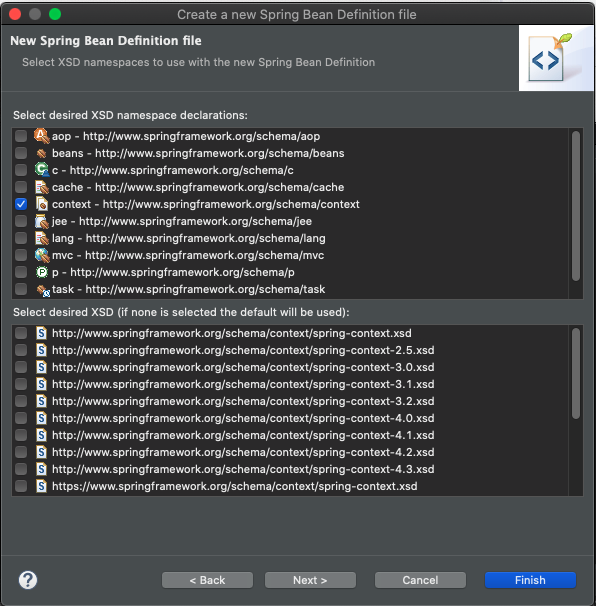 Create a new Spring Bean Definition file
New Spring Bean Definition file
Select XSD namespaces to use with the new Spring Bean Definition
Select desired XSD namespace declarations:
aop - http://www.springframework.org/schema/aop
beans - http://www.springframework.org/schema/beans
c - http://www.springframework.org/schema/c
cache - http://www.springframework.org/schema/cache
context - http://www.springframework.org/schema/context
jee - http://www.springframework.org/schema/jee
lang - http://www.springframework.org/schema/lang
mvc - http://www.springframework.org/schema/mvc
p - http://www.springframework.org/schema/p
task - http://www.springframework.org/schema/task
Select desired XSD (if none is selected the default will be used):
http://www.springframework.org/schema/context/spring-context.xsd
http://www.springframework.org/schema/context/spring-context-2.5.xsd
http://www.springframework.org/schema/context/spring-context-3.0.xsd
http://www.springframework.org/schema/context/spring-context-3.1.xsd
http://www.springframework.org/schema/context/spring-context-3.2.xsd
http://www.springframework.org/schema/context/spring-context-4.0.xsd
http://www.springframework.org/schema/context/spring-context-4.1.xsd
http://www.springframework.org/schema/context/spring-context-4.2.xsd
http://www.springframework.org/schema/context/spring-context-4.3.xsd
https://www.springframework.org/schema/context/spring-context.xsd
? < Back Next > Cancel Finish